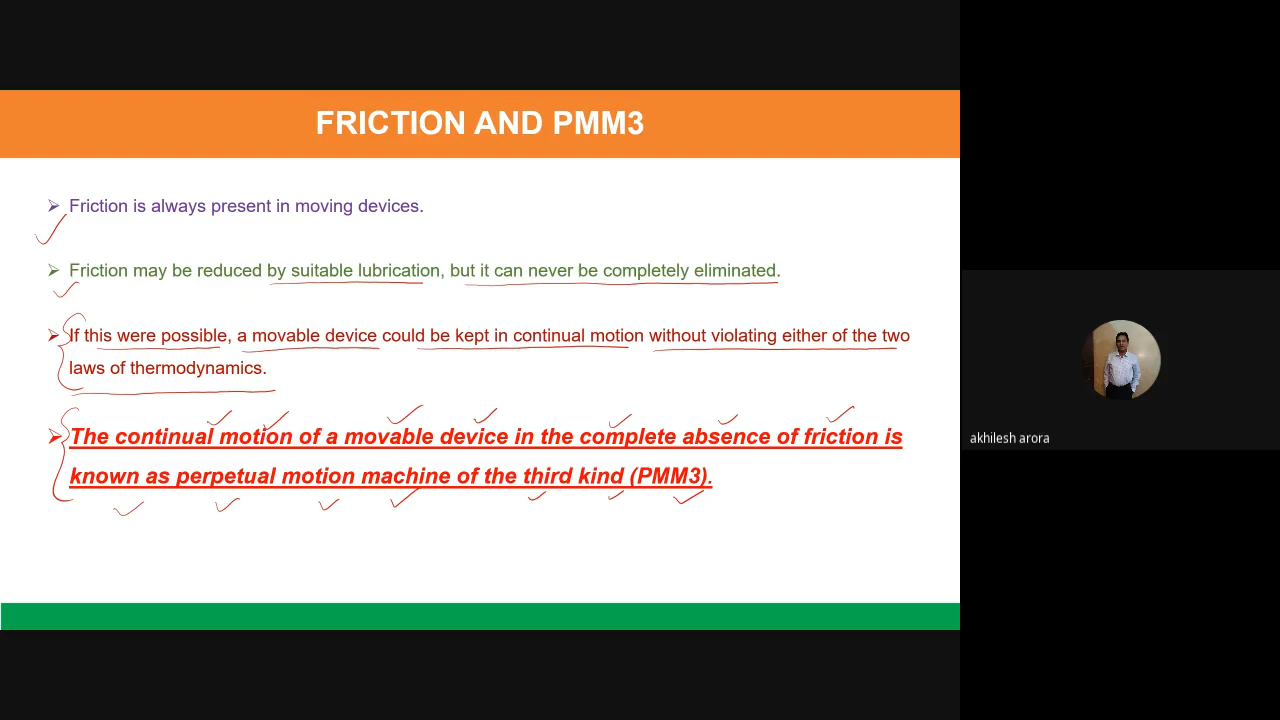 FRICTION AND PMM3
➢ Friction is always present in moving devices.
➢ Friction may be reduced by suitable lubrication, but it can never be completely eliminated.
➢ If this were possible, a movable device could be kept in continual motion without violating either of the two
laws of thermodynamics.
➢ The continual motion of a movable device in the complete absence of friction is
known as perpetual motion machine of the third kind (PMM3).
akhilesh arora